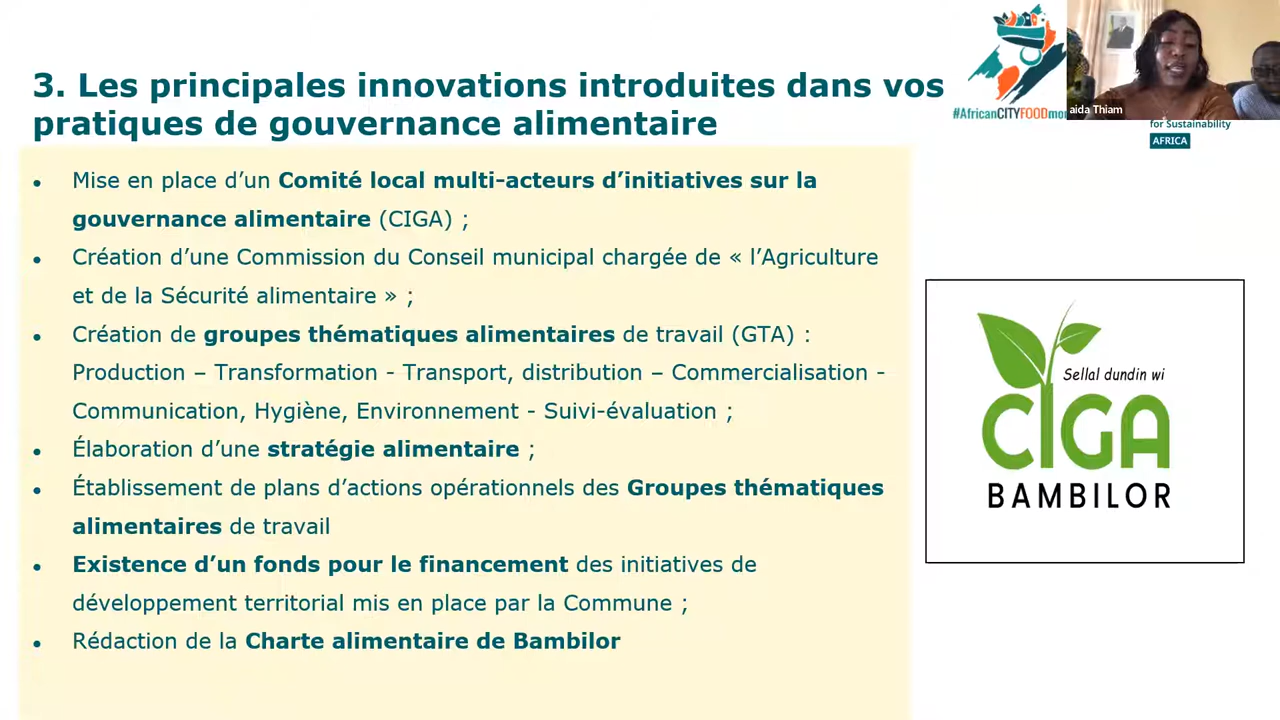 3. Les principales innovations introduites dans vos
pratiques de gouvernance alimentaire
• Mise en place d’un Comité local multi-acteurs d’initiatives sur la
gouvernance alimentaire (CIGA) ;
• Création d’une Commission du Conseil municipal chargée de « l’Agriculture
et de la Sécurité alimentaire » ;
• Création de groupes thématiques alimentaires de travail (GTA) :
Production – Transformation - Transport, distribution – Commercialisation -
Communication, Hygiène, Environnement - Suivi-évaluation ;
• Élaboration d’une stratégie alimentaire ;
• Établissement de plans d’actions opérationnels des Groupes thématiques
alimentaires de travail
• Existence d’un fonds pour le financement des initiatives de
développement territorial mis en place par la Commune ;
• Rédaction de la Charte alimentaire de Bambilor
#AfricanCITYFOODmon
aida Thiam
for Sustainability
AFRICA
Sellal dundin wi
CIGA
BAMBILOR